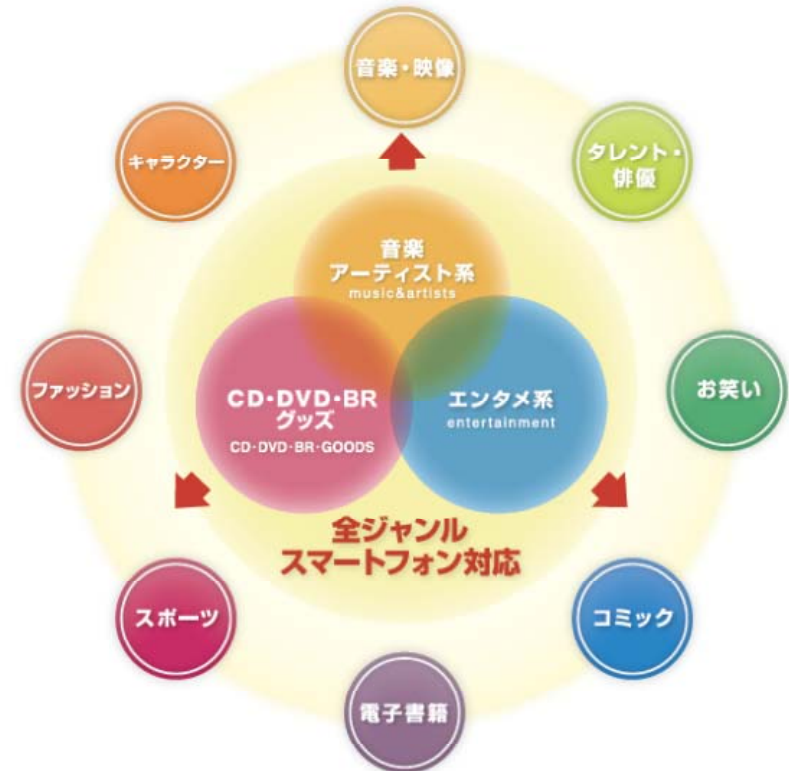 音楽・映像
キャラクター
タレント・
俳優
音楽
アーティスト系
music&artists
ファッション
CD・DVD・BR
グッズ
CD・DVD・BR・GOODS
エンタメ系
entertainment
お笑い
全ジャンル
スマートフォン対応
スポーツ
コミック
電子書籍